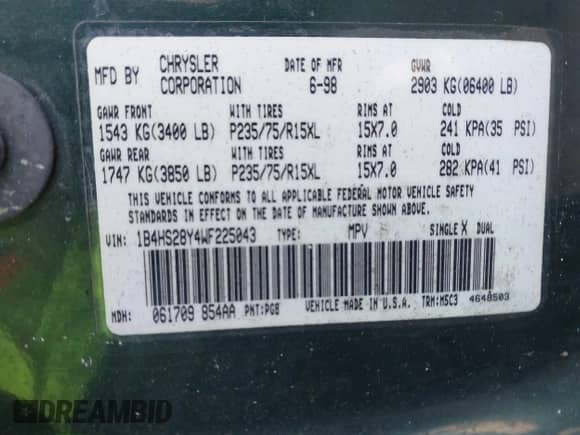 MFD BY CHRYSLER CORPORATION DATE OF MFR 6-98 GVWR 2903 KG(06400 LB)
GAWR FRONT WITH TIRES RIMS AT COLD
1543 KG(3400 LB) P235/75/R15XL 15X7.0 241 KPA(35 PSI)
GAWR REAR WITH TIRES RIMS AT COLD
1747 KG(3850 LB) P235/75/R15XL 15X7.0 282 KPA(41 PSI)
THIS VEHICLE CONFORMS TO ALL APPLICABLE FEDERAL MOTOR VEHICLE SAFETY
STANDARDS IN EFFECT ON THE DATE OF MANUFACTURE SHOWN ABOVE.
VIN: 1B4HS28Y4WF225043 TYPE: MPV SINGLE X DUAL
MDH: 061709 854AA PNT:PG8 VEHICLE MADE IN U.S.A. TRM:M5C3 4648503
DREAMBID